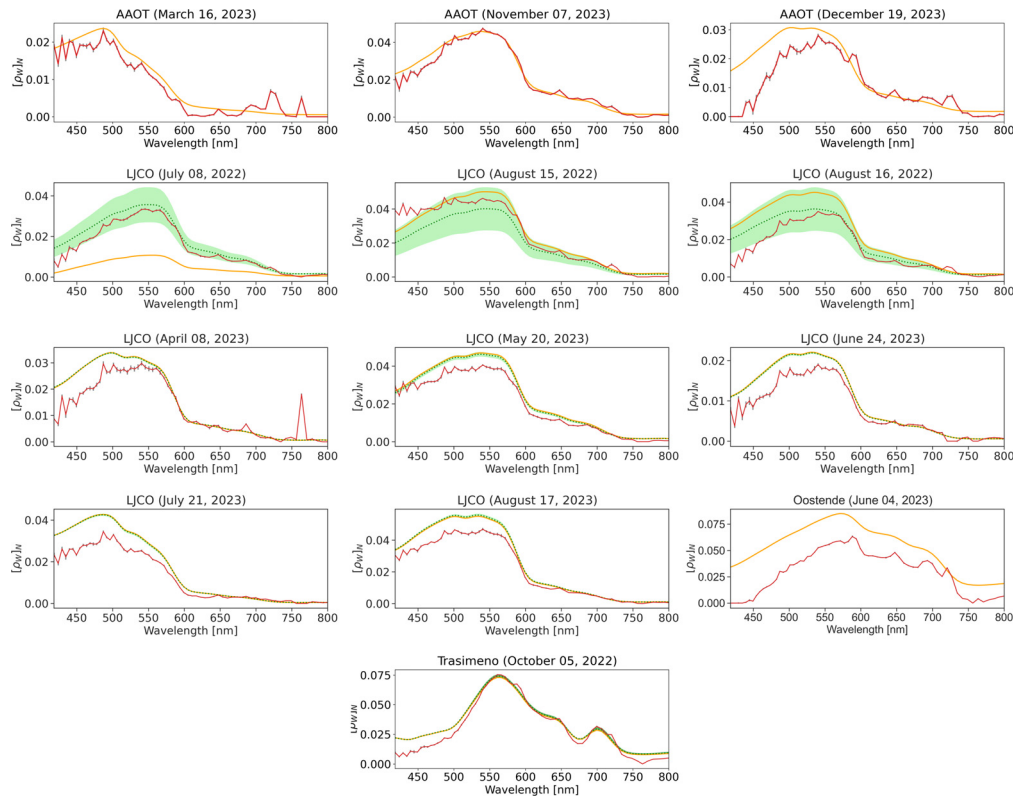 AAOT (March 16, 2023)
[ρw]N
0.02
0.01
0.00
450 500 550 600 650 700 750 800
Wavelength [nm]
AAOT (November 07, 2023)
0.04
0.02
0.00
450 500 550 600 650 700 750 800
Wavelength [nm]
AAOT (December 19, 2023)
0.03
0.02
0.01
0.00
450 500 550 600 650 700 750 800
Wavelength [nm]
LJCO (July 08, 2022)
[ρw]N
0.04
0.02
0.00
450 500 550 600 650 700 750 800
Wavelength [nm]
LJCO (August 15, 2022)
[ρw]N
0.04
0.02
0.00
450 500 550 600 650 700 750 800
Wavelength [nm]
LJCO (August 16, 2022)
[ρw]N
0.04
0.02
0.00
450 500 550 600 650 700 750 800
Wavelength [nm]
LJCO (April 08, 2023)
[ρw]N
0.03
0.02
0.01
0.00
450 500 550 600 650 700 750 800
Wavelength [nm]
LJCO (May 20, 2023)
[ρw]N
0.04
0.02
0.00
450 500 550 600 650 700 750 800
Wavelength [nm]
LJCO (June 24, 2023)
[ρw]N
0.02
0.01
0.00
450 500 550 600 650 700 750 800
Wavelength [nm]
LJCO (July 21, 2023)
[ρw]N
0.04
0.02
0.00
450 500 550 600 650 700 750 800
Wavelength [nm]
LJCO (August 17, 2023)
[ρw]N
0.04
0.02
0.00
450 500 550 600 650 700 750 800
Wavelength [nm]
Oostende (June 04, 2023)
[ρw]N
0.075
0.050
0.025
0.000
450 500 550 600 650 700 750 800
Wavelength [nm]
Trasimeno (October 05, 2022)
[ρw]N
0.075
0.050
0.025
0.000
450 500 550 600 650 700 750 800
Wavelength [nm]